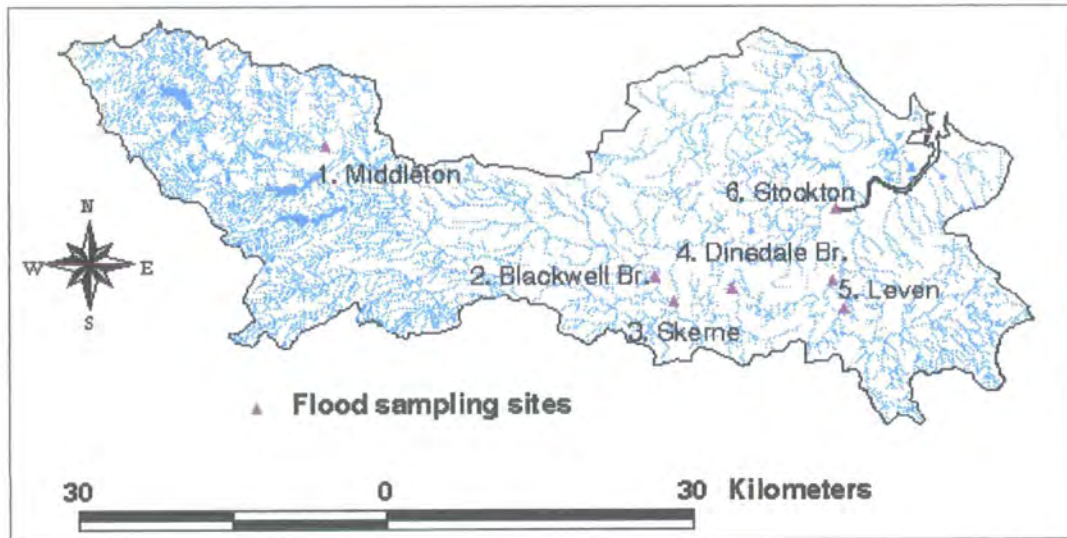 1. Middleton
6. Stockton
4. Dinsdale Br.
2. Blackwell Br.
5. Leven
3. Skerne
N
W E
S
Flood sampling sites
30 0 30 Kilometers